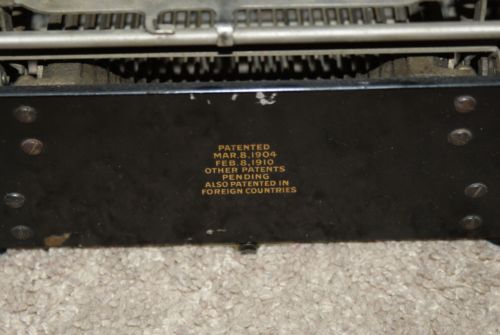 PATENTED
MAR.8,1904
FEB.8,1910
OTHER PATENTS
PENDING
ALSO PATENTED IN
FOREIGN COUNTRIES